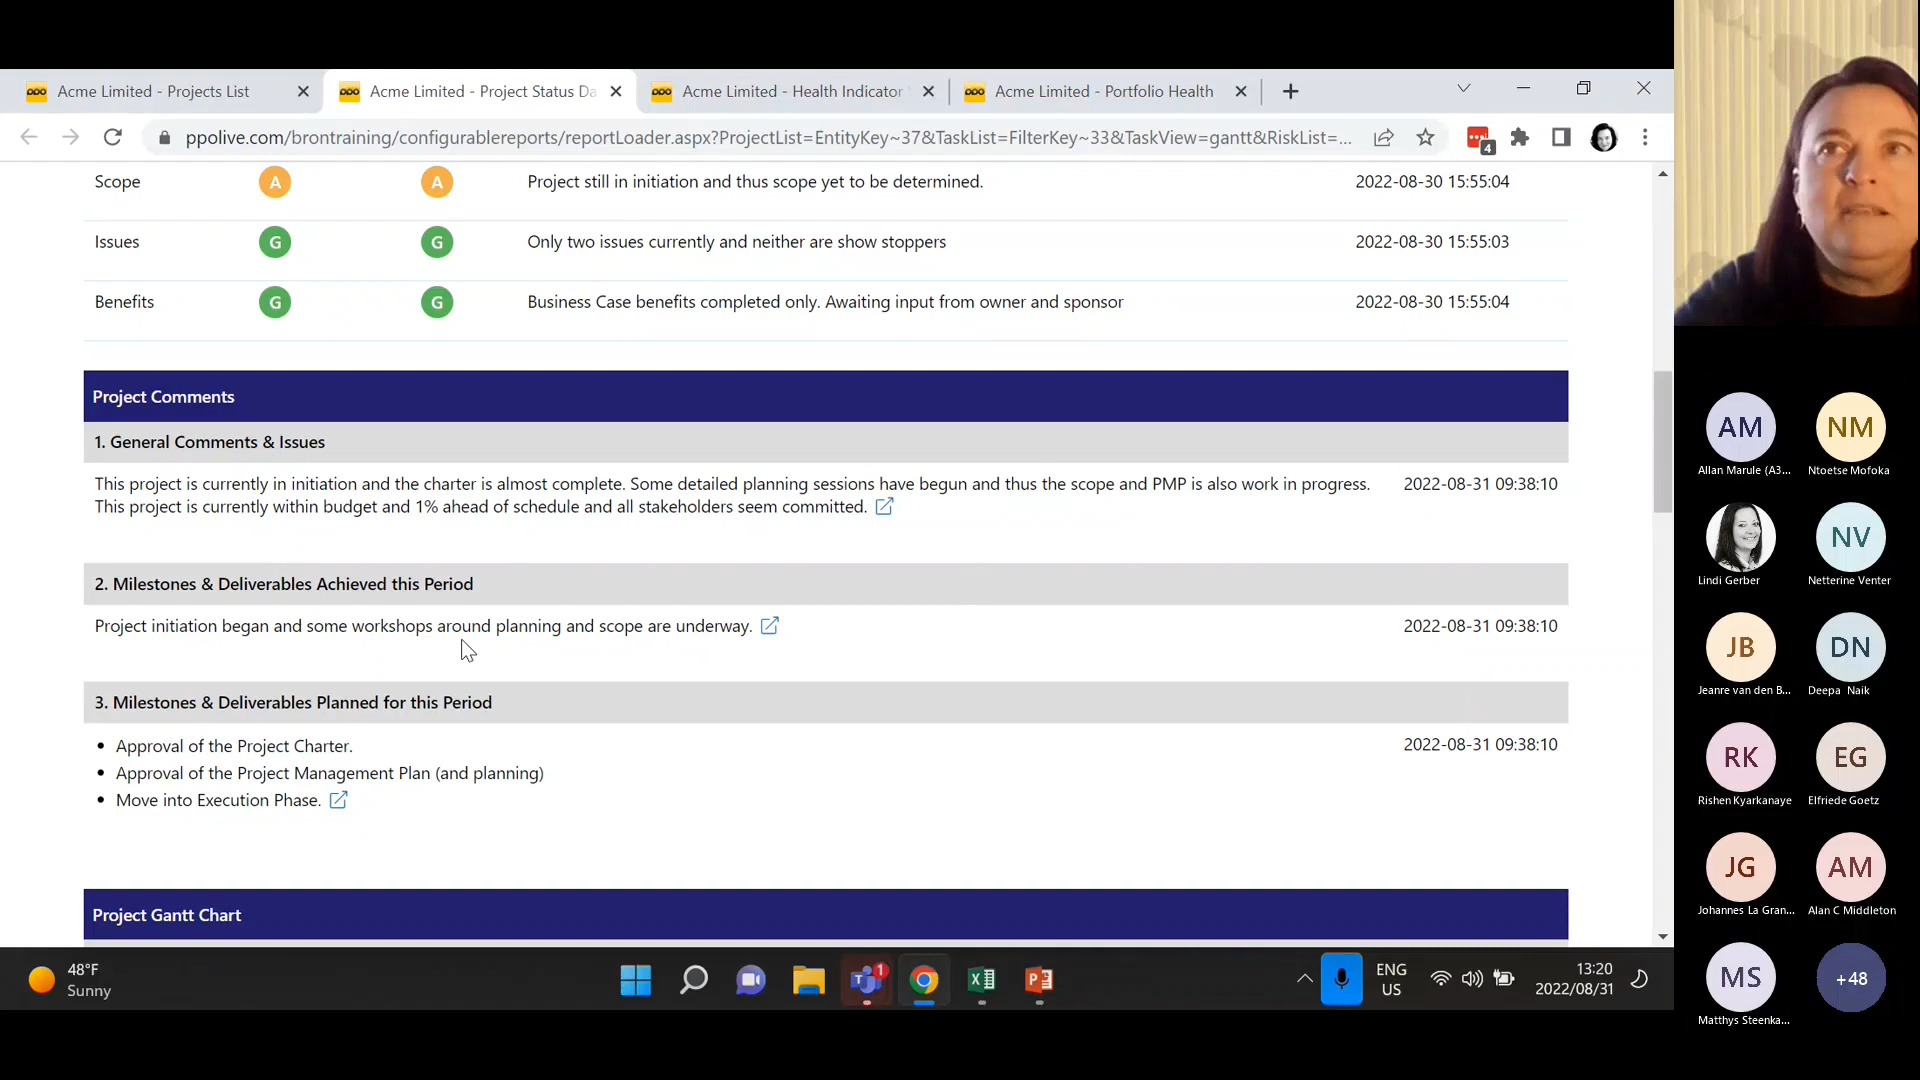 Acme Limited - Projects List
Acme Limited - Project Status Da
Acme Limited - Health Indicator
Acme Limited - Portfolio Health
ppolive.com/brontraining/configurablereports/reportLoader.aspx?ProjectList=EntityKey~37&TaskList=FilterKey~33&TaskView=gantt&RiskList=...
4
Scope A A Project still in initiation and thus scope yet to be determined. 2022-08-30 15:55:04
Issues G G Only two issues currently and neither are show stoppers 2022-08-30 15:55:03
Benefits G G Business Case benefits completed only. Awaiting input from owner and sponsor 2022-08-30 15:55:04
Project Comments
1. General Comments & Issues
This project is currently in initiation and the charter is almost complete. Some detailed planning sessions have begun and thus the scope and PMP is also work in progress. 2022-08-31 09:38:10
This project is currently within budget and 1% ahead of schedule and all stakeholders seem committed.
2. Milestones & Deliverables Achieved this Period
Project initiation began and some workshops around planning and scope are underway. 2022-08-31 09:38:10
3. Milestones & Deliverables Planned for this Period
• Approval of the Project Charter. 2022-08-31 09:38:10
• Approval of the Project Management Plan (and planning)
• Move into Execution Phase.
Project Gantt Chart
48°F
Sunny
1
ENG
US
13:20
2022/08/31
AM NM
Allan Marule (A3... Ntoetse Mofoka
NV
Lindi Gerber Netterine Venter
JB DN
Jeanre van den B... Deepa Naik
RK EG
Rishen Kyarkanaye Elfriede Goetz
JG AM
Johannes La Gran... Alan C Middleton
MS +48
Matthys Steenka...